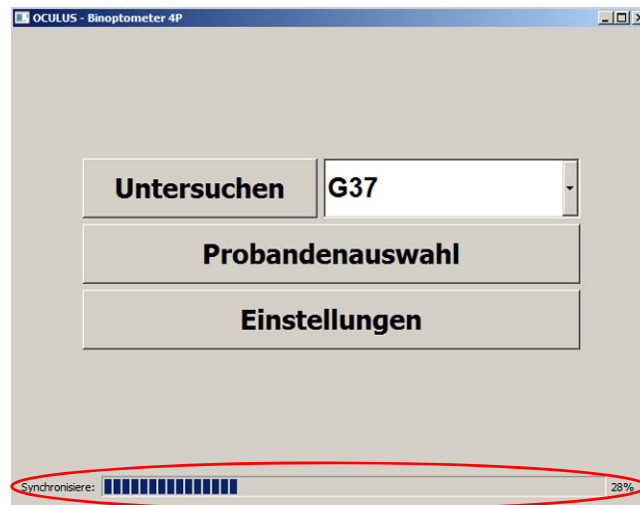 OCULUS - Binoptometer 4P
Untersuchen G37
Probandenauswahl
Einstellungen
Synchronisiere: 28%